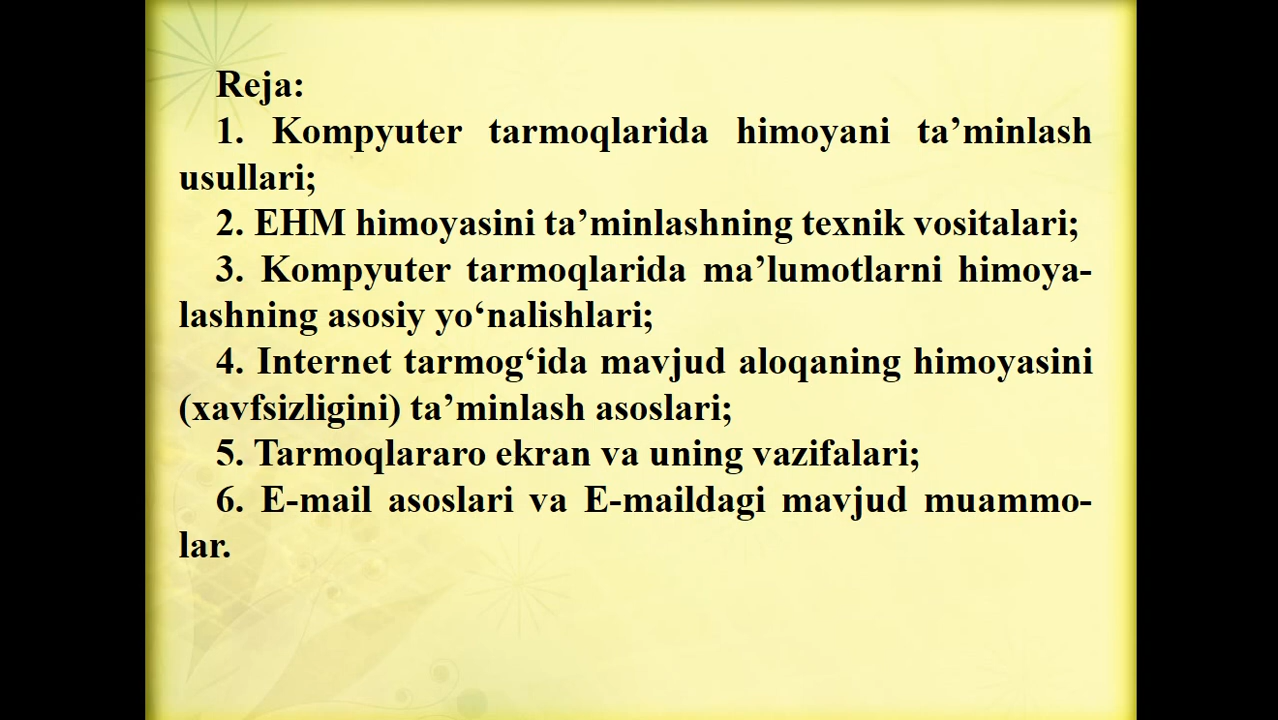 Reja:
1. Kompyuter tarmoqlarida himoyani ta’minlash
usullari;
2. EHM himoyasini ta’minlashning texnik vositalari;
3. Kompyuter tarmoqlarida ma’lumotlarni himoya-
lashning asosiy yo‘nalishlari;
4. Internet tarmog‘ida mavjud aloqaning himoyasini
(xavfsizligini) ta’minlash asoslari;
5. Tarmoqlararo ekran va uning vazifalari;
6. E-mail asoslari va E-maildagi mavjud muammo-
lar.